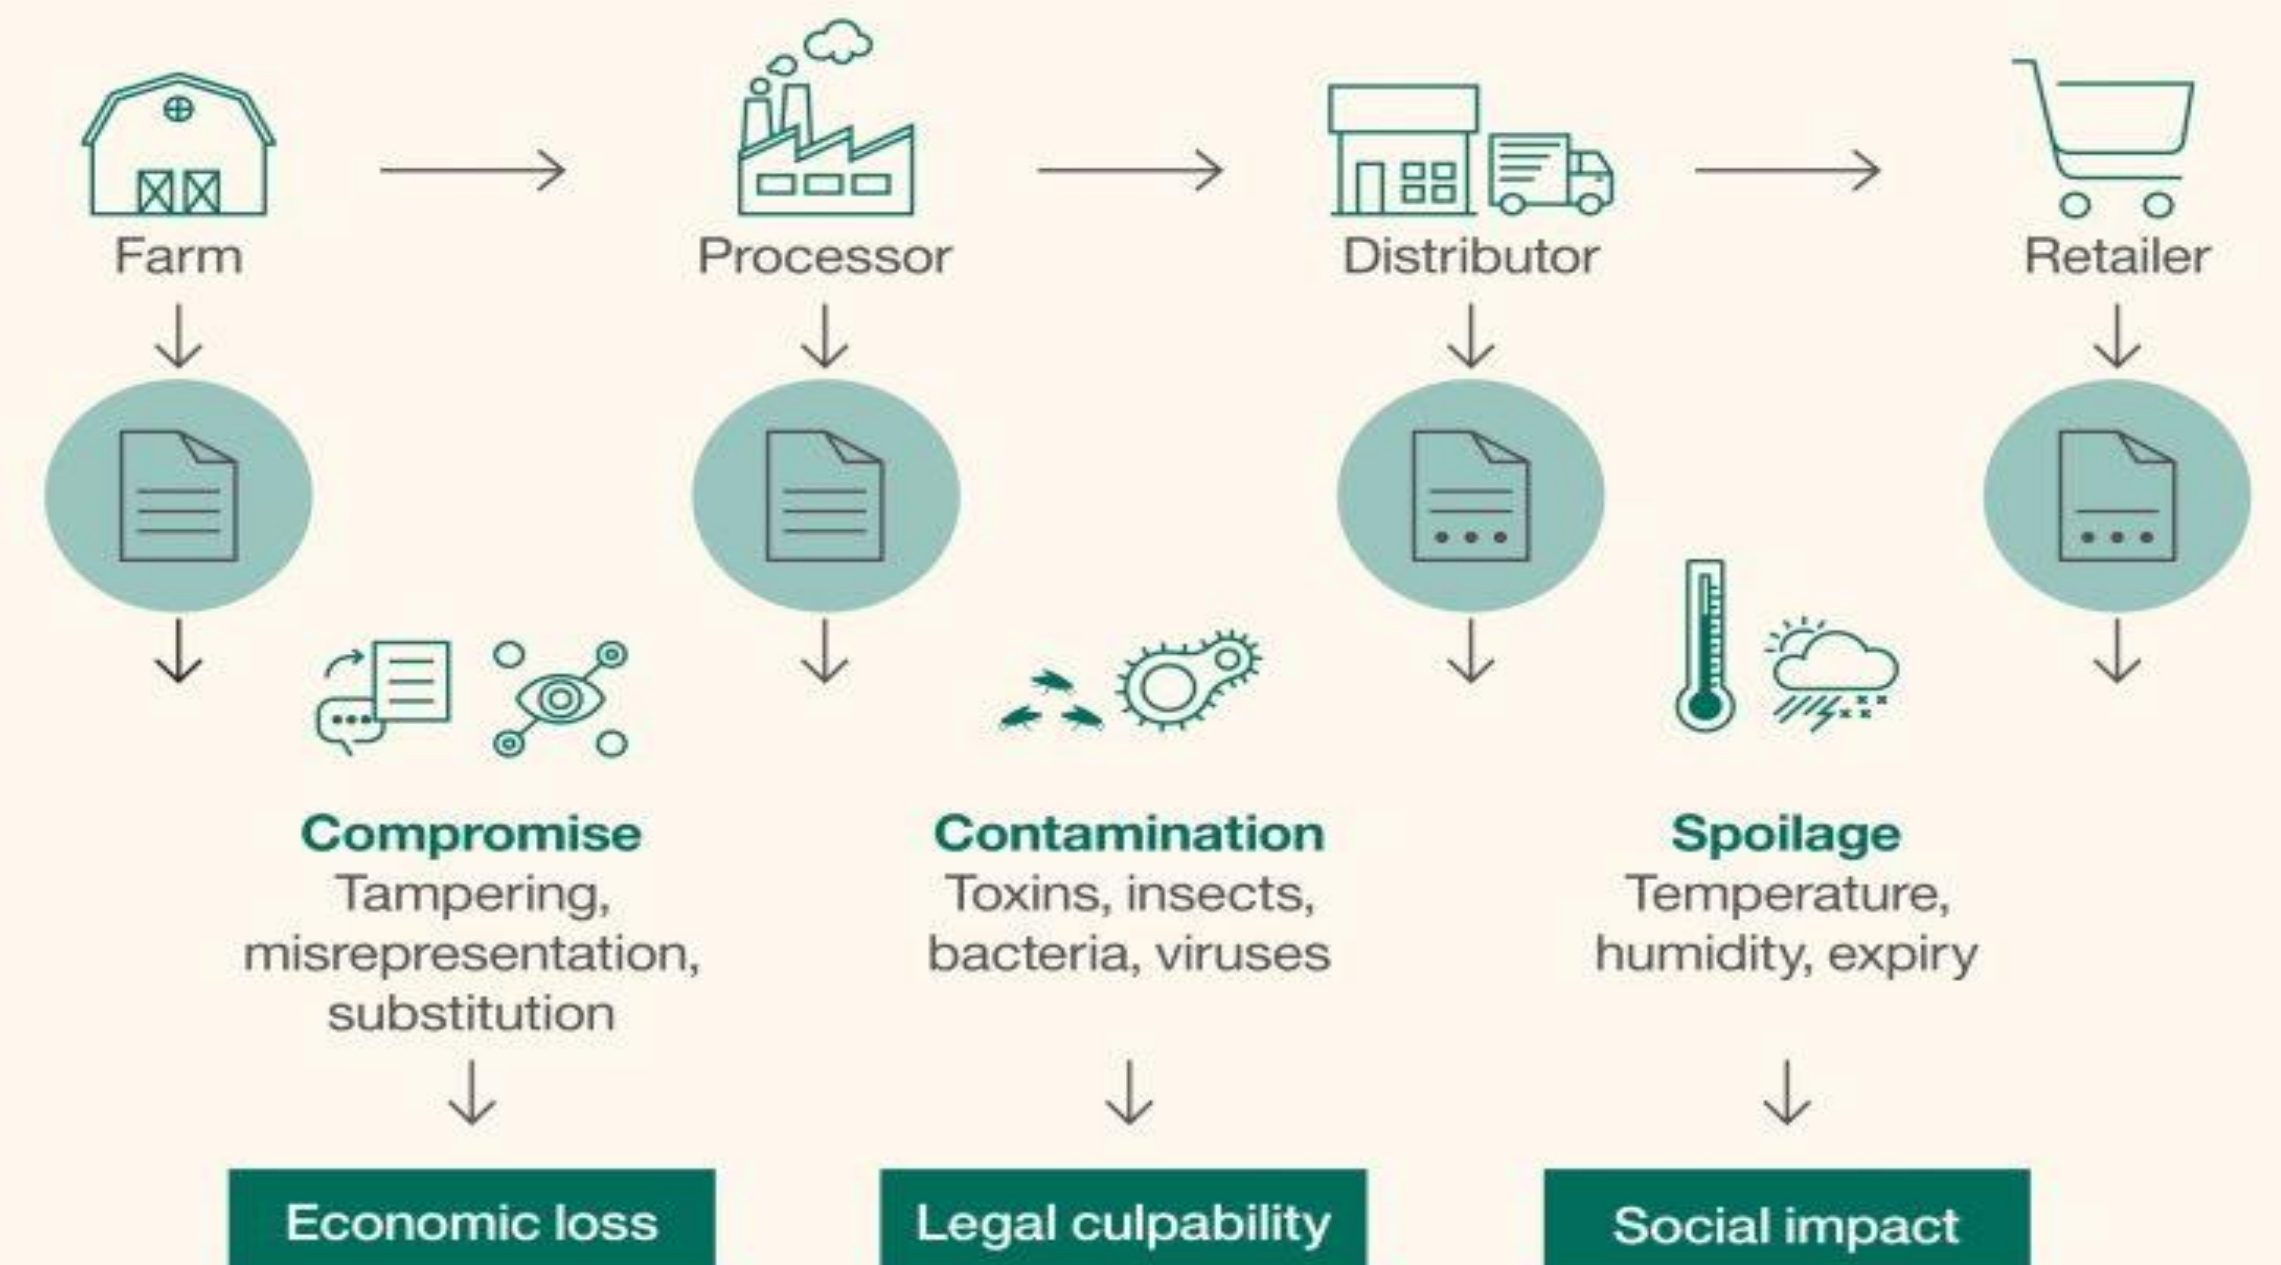 Farm
Processor
Distributor
Retailer
Compromise
Tampering,
misrepresentation,
substitution
Contamination
Toxins, insects,
bacteria, viruses
Spoilage
Temperature,
humidity, expiry
Economic loss
Legal culpability
Social impact